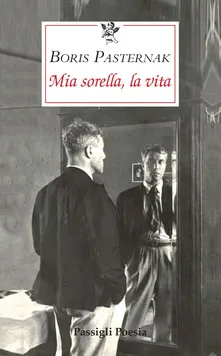 BORIS PASTERNAK
Mia sorella, la vita
Passigli Poesia